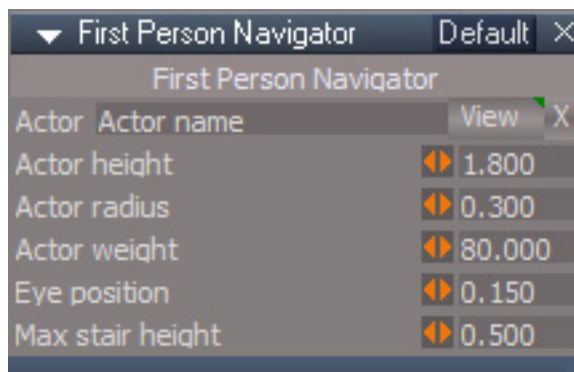 First Person Navigator Default X
First Person Navigator
Actor Actor name View X
Actor height 1.800
Actor radius 0.300
Actor weight 80.000
Eye position 0.150
Max stair height 0.500